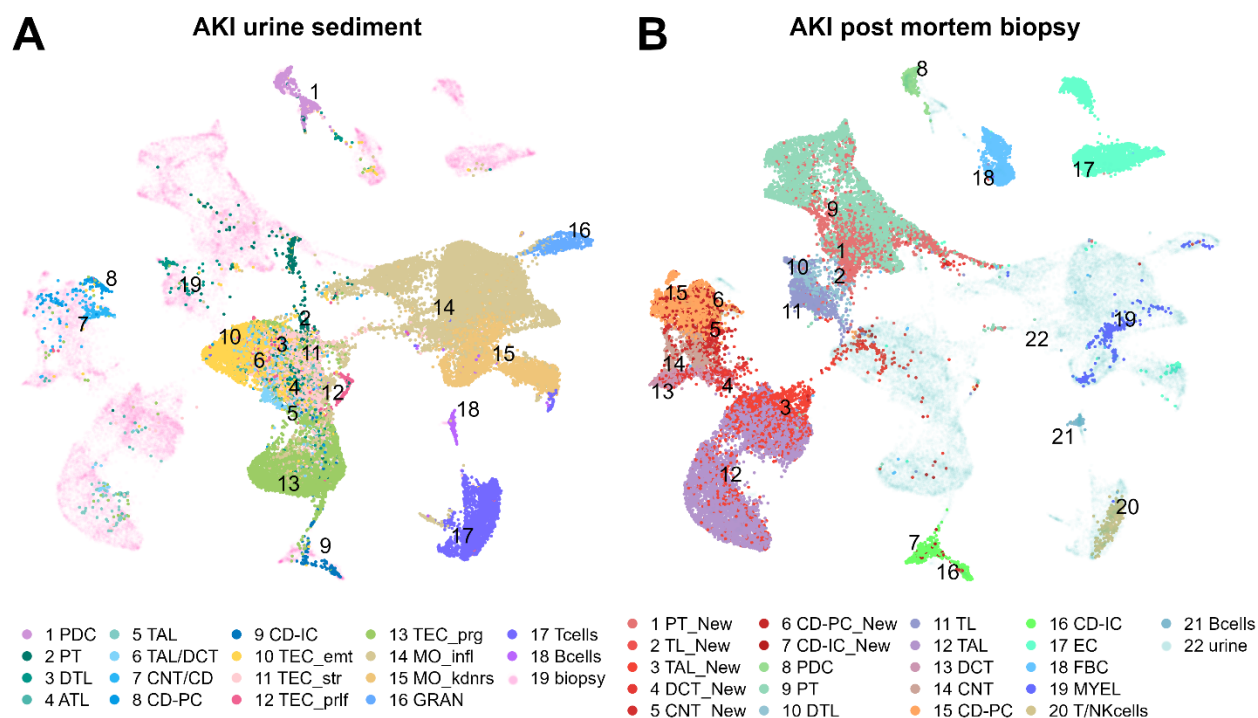 A
AKI urine sediment
1
16
8
19
7
14
2
10
3
11
6
15
4
12
5
18
13
17
9
1 PDC
2 PT
3 DTL
4 ATL
5 TAL
6 TAL/DCT
7 CNT/CD
8 CD-PC
9 CD-IC
10 TEC_emt
11 TEC_str
12 TEC_prlf
13 TEC_prg
14 MO_infl
15 MO_kdnrs
16 GRAN
17 Tcells
18 Bcells
19 biopsy
B
AKI post mortem biopsy
8
18
17
9
1
10
2
15
6
11
19
5
22
14
13
4
3
21
12
20
7
16
1 PT_New
2 TL_New
3 TAL_New
4 DCT_New
5 CNT_New
6 CD-PC_New
7 CD-IC_New
8 PDC
9 PT
10 DTL
11 TL
12 TAL
13 DCT
14 CNT
15 CD-PC
16 CD-IC
17 EC
18 FBC
19 MYEL
20 T/NKcells
21 Bcells
22 urine